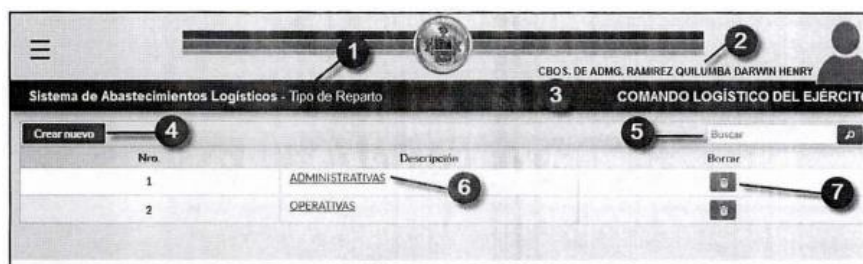 1
2
CBOS. DE ADMG. RAMIREZ QUILUMBA DARWIN HENRY
Sistema de Abastecimientos Logísticos - Tipo de Reparto 3 COMANDO LOGÍSTICO DEL EJÉRCITO
Crear nuevo 4 5 Buscar
Nro. Descripción Borrar
1 ADMINISTRATIVAS 6 7
2 OPERATIVAS